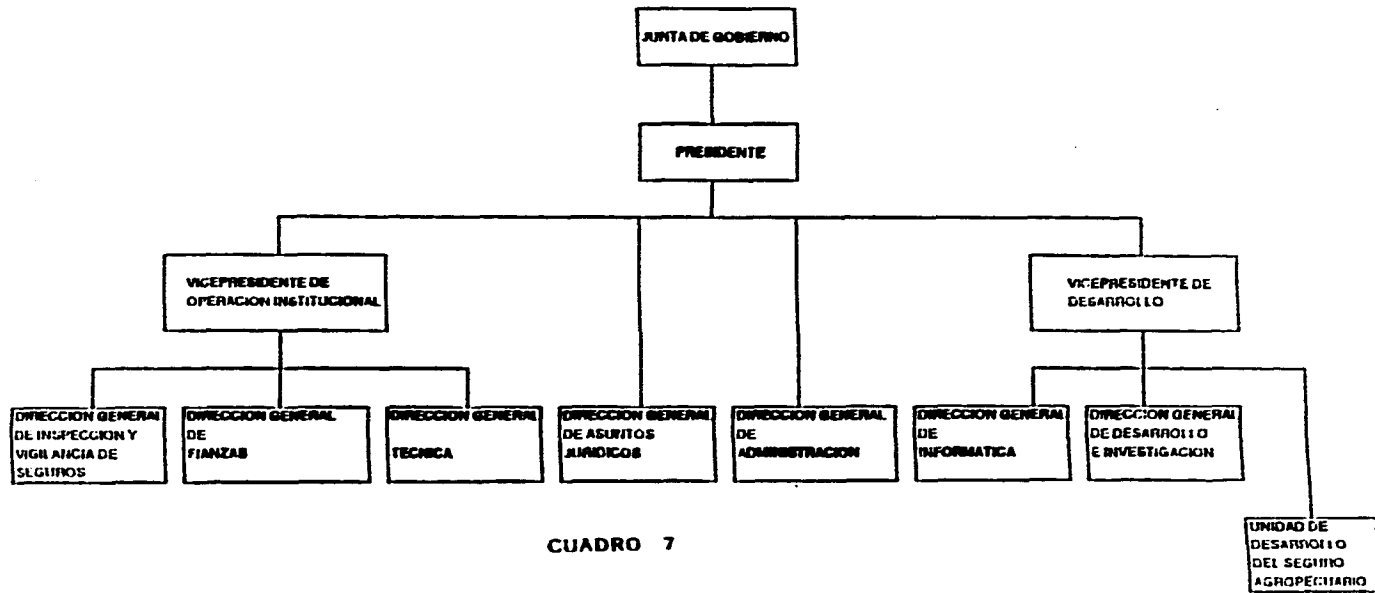 JUNTA DE GOBIERNO
PRESIDENTE
VICEPRESIDENTE DE
OPERACION INSTITUCIONAL
VICEPRESIDENTE DE
DESARROLLO
DIRECCION GENERAL
DE INSPECCION Y
VIGILANCIA DE
SEGUROS
DIRECCION GENERAL
DE
FIANZAS
DIRECCION GENERAL
TECNICA
DIRECCION GENERAL
DE ASUNTOS
JURIDICOS
DIRECCION GENERAL
DE
ADMINISTRACION
DIRECCION GENERAL
DE
INFORMATICA
DIRECCION GENERAL
DE DESARROLLO
E INVESTIGACION
UNIDAD DE
DESARROLLO
DEL SEGURO
AGROPECUARIO
CUADRO 7